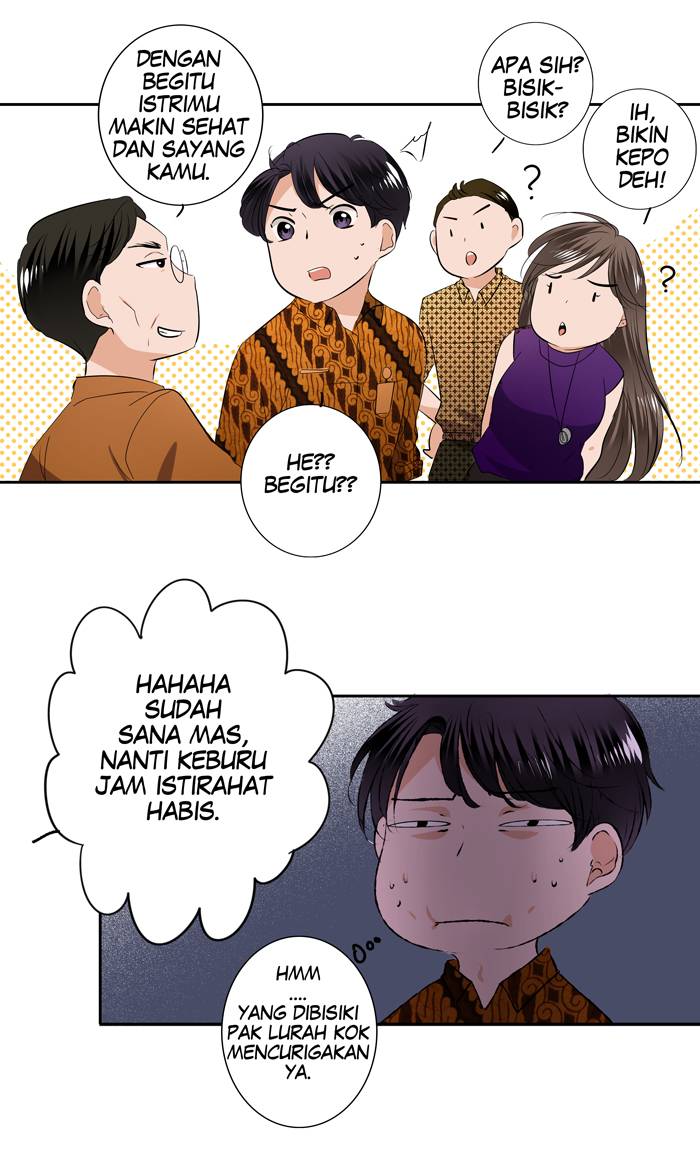 DENGAN
BEGITU
ISTRIMU
MAKIN SEHAT
DAN SAYANG
KAMU.
APA SIH?
BISIK-
BISIK?
IH,
BIKIN
KEPO
DEH!
?
?
HE??
BEGITU??
HAHAHA
SUDAH
SANA MAS,
NANTI KEBURU
JAM ISTIRAHAT
HABIS.
HMM
....
YANG DIBISIKI
PAK LURAH KOK
MENCURIGAKAN
YA.